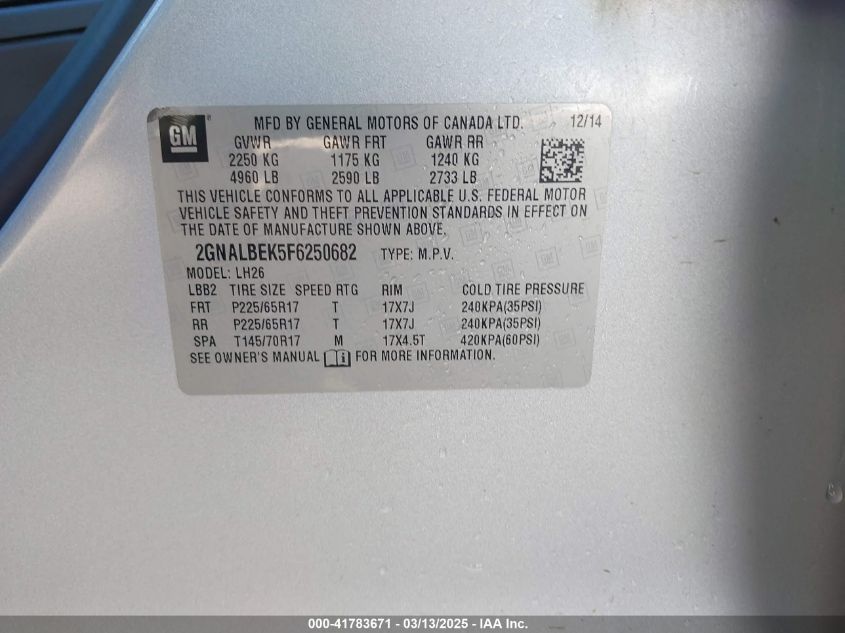 GM®
MFD BY GENERAL MOTORS OF CANADA LTD. 12/14
GVWR GAWR FRT GAWR RR
2250 KG 1175 KG 1240 KG
4960 LB 2590 LB 2733 LB
THIS VEHICLE CONFORMS TO ALL APPLICABLE U.S. FEDERAL MOTOR
VEHICLE SAFETY AND THEFT PREVENTION STANDARDS IN EFFECT ON
THE DATE OF MANUFACTURE SHOWN ABOVE.
2GNALBEK5F6250682 TYPE: M.P.V.
MODEL: LH26
LBB2 TIRE SIZE SPEED RTG RIM COLD TIRE PRESSURE
FRT P225/65R17 T 17X7J 240KPA(35PSI)
RR P225/65R17 T 17X7J 240KPA(35PSI)
SPA T145/70R17 M 17X4.5T 420KPA(60PSI)
SEE OWNER'S MANUAL FOR MORE INFORMATION.
000-41783671 / 03/13/2025 - IAA Inc.